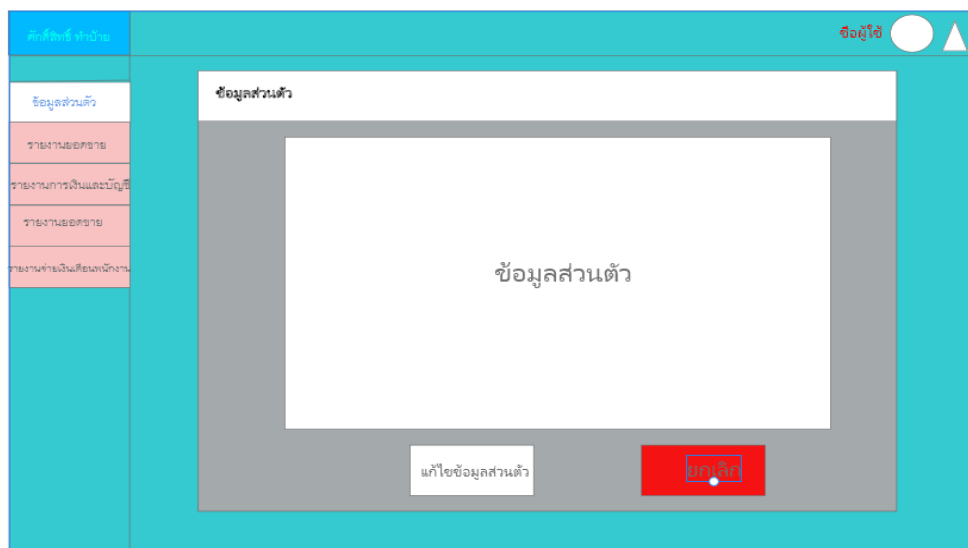 ศักดิ์สิทธิ์ ทำป้าย
ชื่อผู้ใช้
ข้อมูลส่วนตัว
รายงานยอดขาย
รายงานการเงินและบัญชี
รายงานยอดขาย
รายงานจ่ายเงินเดือนพนักงาน
ข้อมูลส่วนตัว
ข้อมูลส่วนตัว
แก้ไขข้อมูลส่วนตัว
ยกเลิก